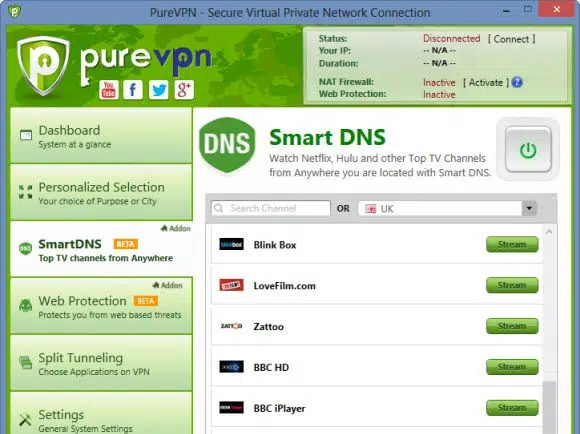 PureVPN - Secure Virtual Private Network Connection
purevpn
You Tube
f
g+
Status: Disconnected [ Connect ]
Your IP: -- N/A --
Duration: -- N/A --
NAT Firewall: Inactive [ Activate ] ?
Web Protection: Inactive
Dashboard
System at a glance
Personalized Selection
Your choice of Purpose or City
Addon
DNS SmartDNS BETA
Top TV channels from Anywhere
Addon
Web Protection BETA
Protects you from web based threats
Split Tunneling
Choose Applications on VPN
Settings
General System Settings
DNS
Smart DNS
Watch Netflix, Hulu and other Top TV Channels
from Anywhere you are located with Smart DNS.
Search Channel OR UK
blinkbox Blink Box Stream
LoveFilm.com Stream
ZATTOO Zattoo Stream
BBC HD Stream
BBC iPlayer Stream